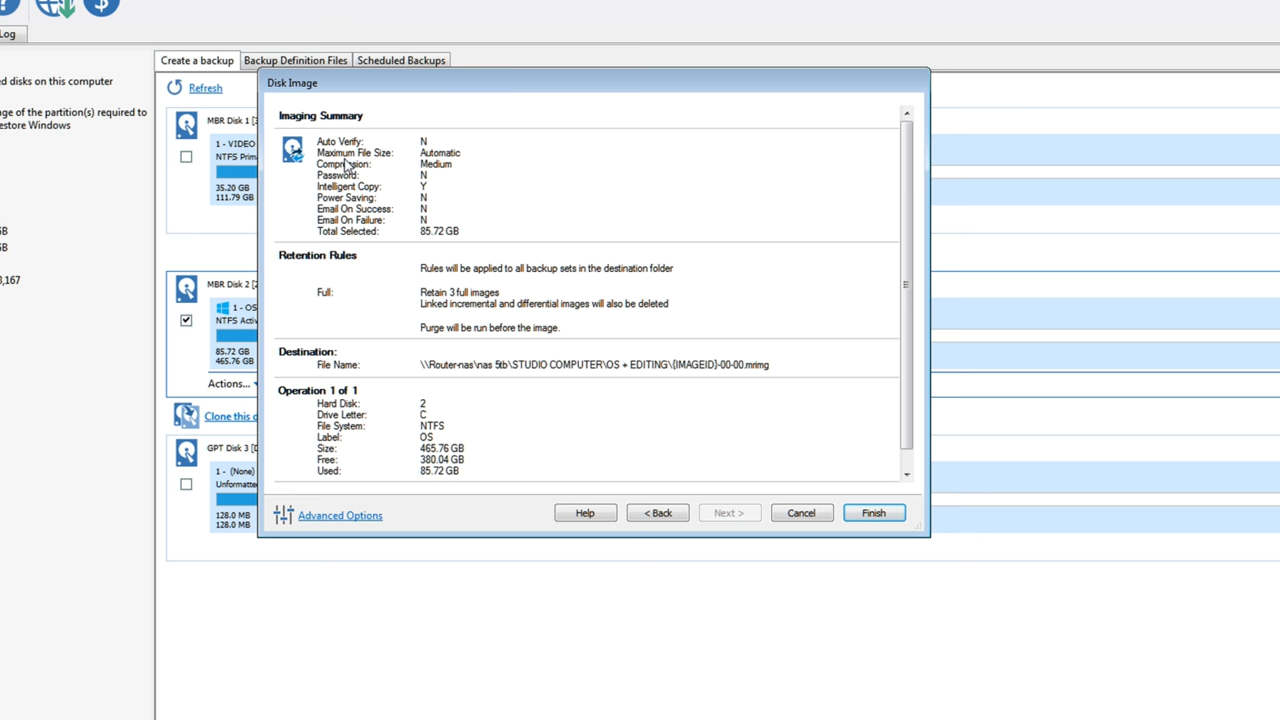 Log
Create a backup Backup Definition Files Scheduled Backups
ed disks on this computer
Refresh
nge of the partition(s) required to
estore Windows
GB
GB
3,167
MBR Disk 1 [
1 - VIDEO
NTFS Prim
35.20 GB
111.79 GB
MBR Disk 2 [
1 - OS
NTFS Activ
85.72 GB
465.76 GB
Actions...
Clone this d
GPT Disk 3 [
1 - (None)
Unformatte
128.0 MB
128.0 MB
Disk Image
Imaging Summary
Auto Verify: N
Maximum File Size: Automatic
Compression: Medium
Password: N
Intelligent Copy: Y
Power Saving: N
Email On Success: N
Email On Failure: N
Total Selected: 85.72 GB
Retention Rules
Rules will be applied to all backup sets in the destination folder
Full: Retain 3 full images
Linked incremental and differential images will also be deleted
Purge will be run before the image.
Destination:
File Name: \\Router-nas\nas 5tb\STUDIO COMPUTER\OS + EDITING\{IMAGEID}-00-00.mrimg
Operation 1 of 1
Hard Disk: 2
Drive Letter: C
File System: NTFS
Label: OS
Size: 465.76 GB
Free: 380.04 GB
Used: 85.72 GB
Advanced Options Help < Back Next > Cancel Finish